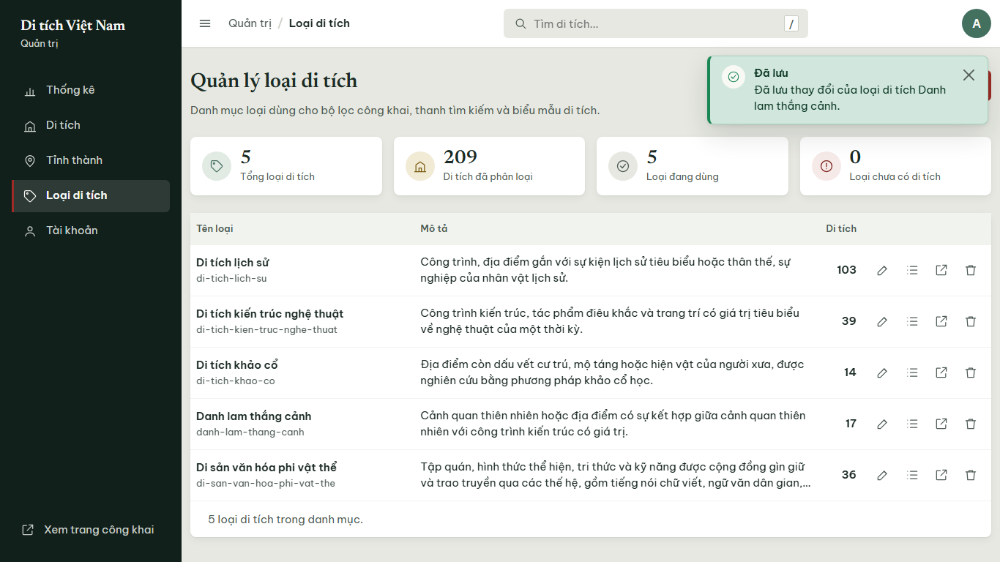 Di tích Việt Nam
Quản trị
Thống kê
Di tích
Tỉnh thành
Loại di tích
Tài khoản
Xem trang công khai
Quản trị / Loại di tích
Tìm di tích...
/
A
Đã lưu
Đã lưu thay đổi của loại di tích Danh
lam thắng cảnh.
Quản lý loại di tích
Danh mục loại dùng cho bộ lọc công khai, thanh tìm kiếm và biểu mẫu di tích.
5
Tổng loại di tích
209
Di tích đã phân loại
5
Loại đang dùng
0
Loại chưa có di tích
Tên loại Mô tả Di tích
Di tích lịch sử
di-tich-lich-su
Công trình, địa điểm gắn với sự kiện lịch sử tiêu biểu hoặc thân thế, sự
nghiệp của nhân vật lịch sử.
103
Di tích kiến trúc nghệ thuật
di-tich-kien-truc-nghe-thuat
Công trình kiến trúc, tác phẩm điêu khắc và trang trí có giá trị tiêu biểu
về nghệ thuật của một thời kỳ.
39
Di tích khảo cổ
di-tich-khao-co
Địa điểm còn dấu vết cư trú, mộ táng hoặc hiện vật của người xưa, được
nghiên cứu bằng phương pháp khảo cổ học.
14
Danh lam thắng cảnh
danh-lam-thang-canh
Cảnh quan thiên nhiên hoặc địa điểm có sự kết hợp giữa cảnh quan thiên
nhiên với công trình kiến trúc có giá trị.
17
Di sản văn hóa phi vật thể
di-san-van-hoa-phi-vat-the
Tập quán, hình thức thể hiện, tri thức và kỹ năng được cộng đồng gìn giữ
và trao truyền qua các thế hệ, gồm tiếng nói chữ viết, ngữ văn dân gian,...
36
5 loại di tích trong danh mục.